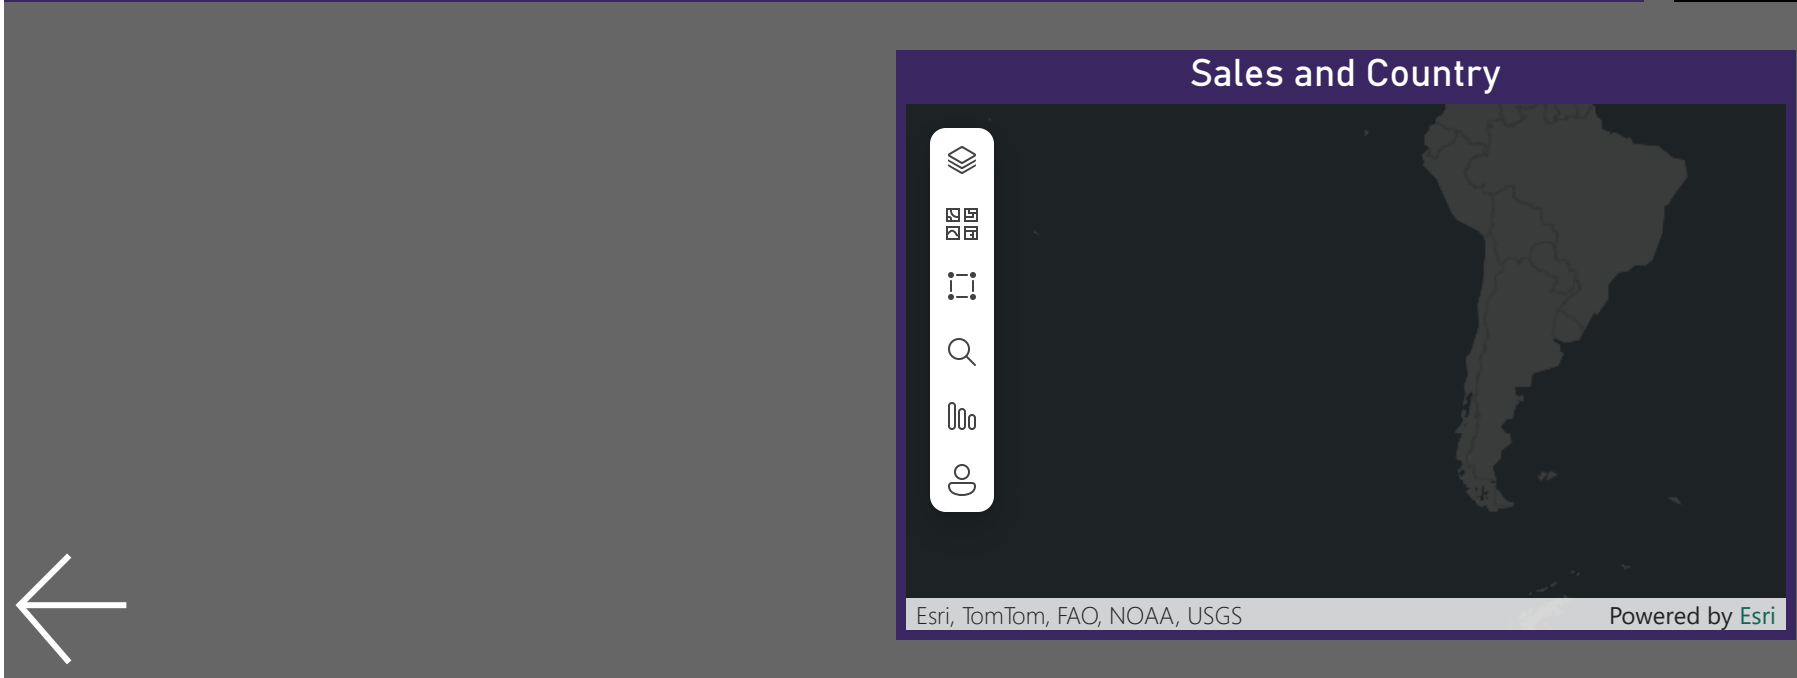 Sales and Country
Esri, TomTom, FAO, NOAA, USGS
Powered by Esri